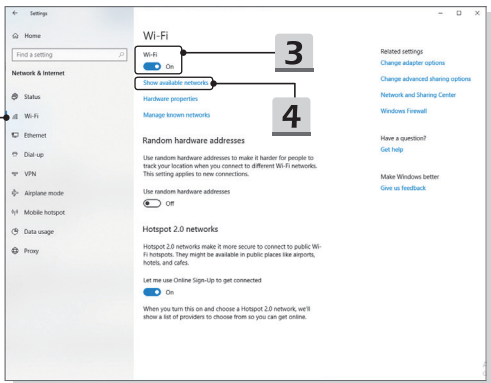 Settings
Home
Find a setting
Network & Internet
Status
Wi-Fi
Ethernet
Dial-up
VPN
Airplane mode
Mobile hotspot
Data usage
Proxy
Wi-Fi
Wi-Fi
On
3
Show available networks
4
Hardware properties
Manage known networks
Random hardware addresses
Use random hardware addresses to make it harder for people to
track your location when you connect to different Wi-Fi networks.
This setting applies to new connections.
Use random hardware addresses
Off
Hotspot 2.0 networks
Hotspot 2.0 networks make it more secure to connect to public Wi-
Fi hotspots. They might be available in public places like airports,
hotels, and cafes.
Let me use Online Sign-Up to get connected
On
When you turn this on and choose a Hotspot 2.0 network, we'll
show a list of providers to choose from so you can get online.
Related settings
Change adapter options
Change advanced sharing options
Network and Sharing Center
Windows Firewall
Have a question?
Get help
Make Windows better
Give us feedback